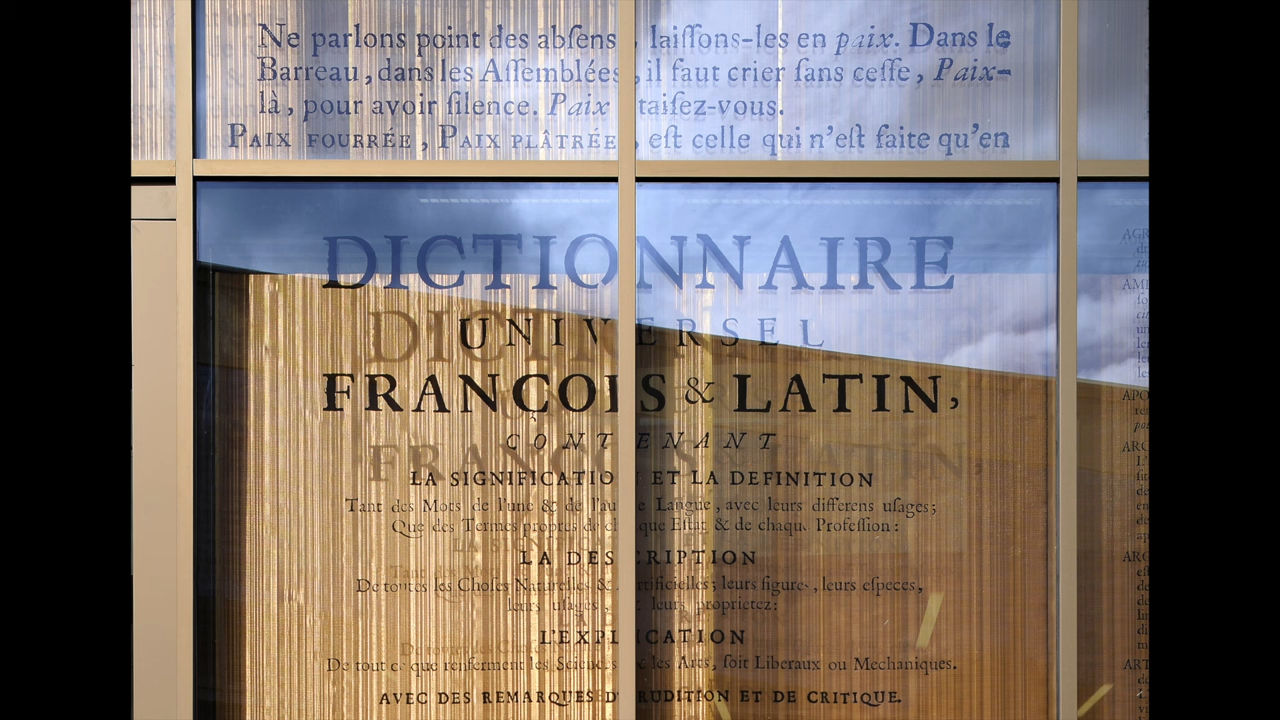 Ne parlons point des abſens, laiſſons-les en paix. Dans le
Barreau, dans les Aſſemblées, il faut crier ſans ceſſe, Paix-
là, pour avoir ſilence. Paix taiſez-vous.
PAIX FOURRÉE, PAIX PLÂTRÉE, eſt celle qui n'eſt faite qu'en
DICTIONNAIRE
UNIVERSEL
FRANÇOIS & LATIN,
CONTENANT
LA SIGNIFICATION ET LA DEFINITION
Tant des Mots de l'une & de l'autre Langue, avec leurs differens uſages;
Que des Termes propres de chaque Eſtat & de chaque Profeſſion:
LA DESCRIPTION
De toutes les Choſes Naturelles & Artificielles; leurs figures, leurs eſpeces,
leurs uſages, & leurs proprietez:
L'EXPLICATION
De tout ce que renferment les Sciences & les Arts, ſoit Liberaux ou Mechaniques.
AVEC DES REMARQUES D'ERUDITION ET DE CRITIQUE.